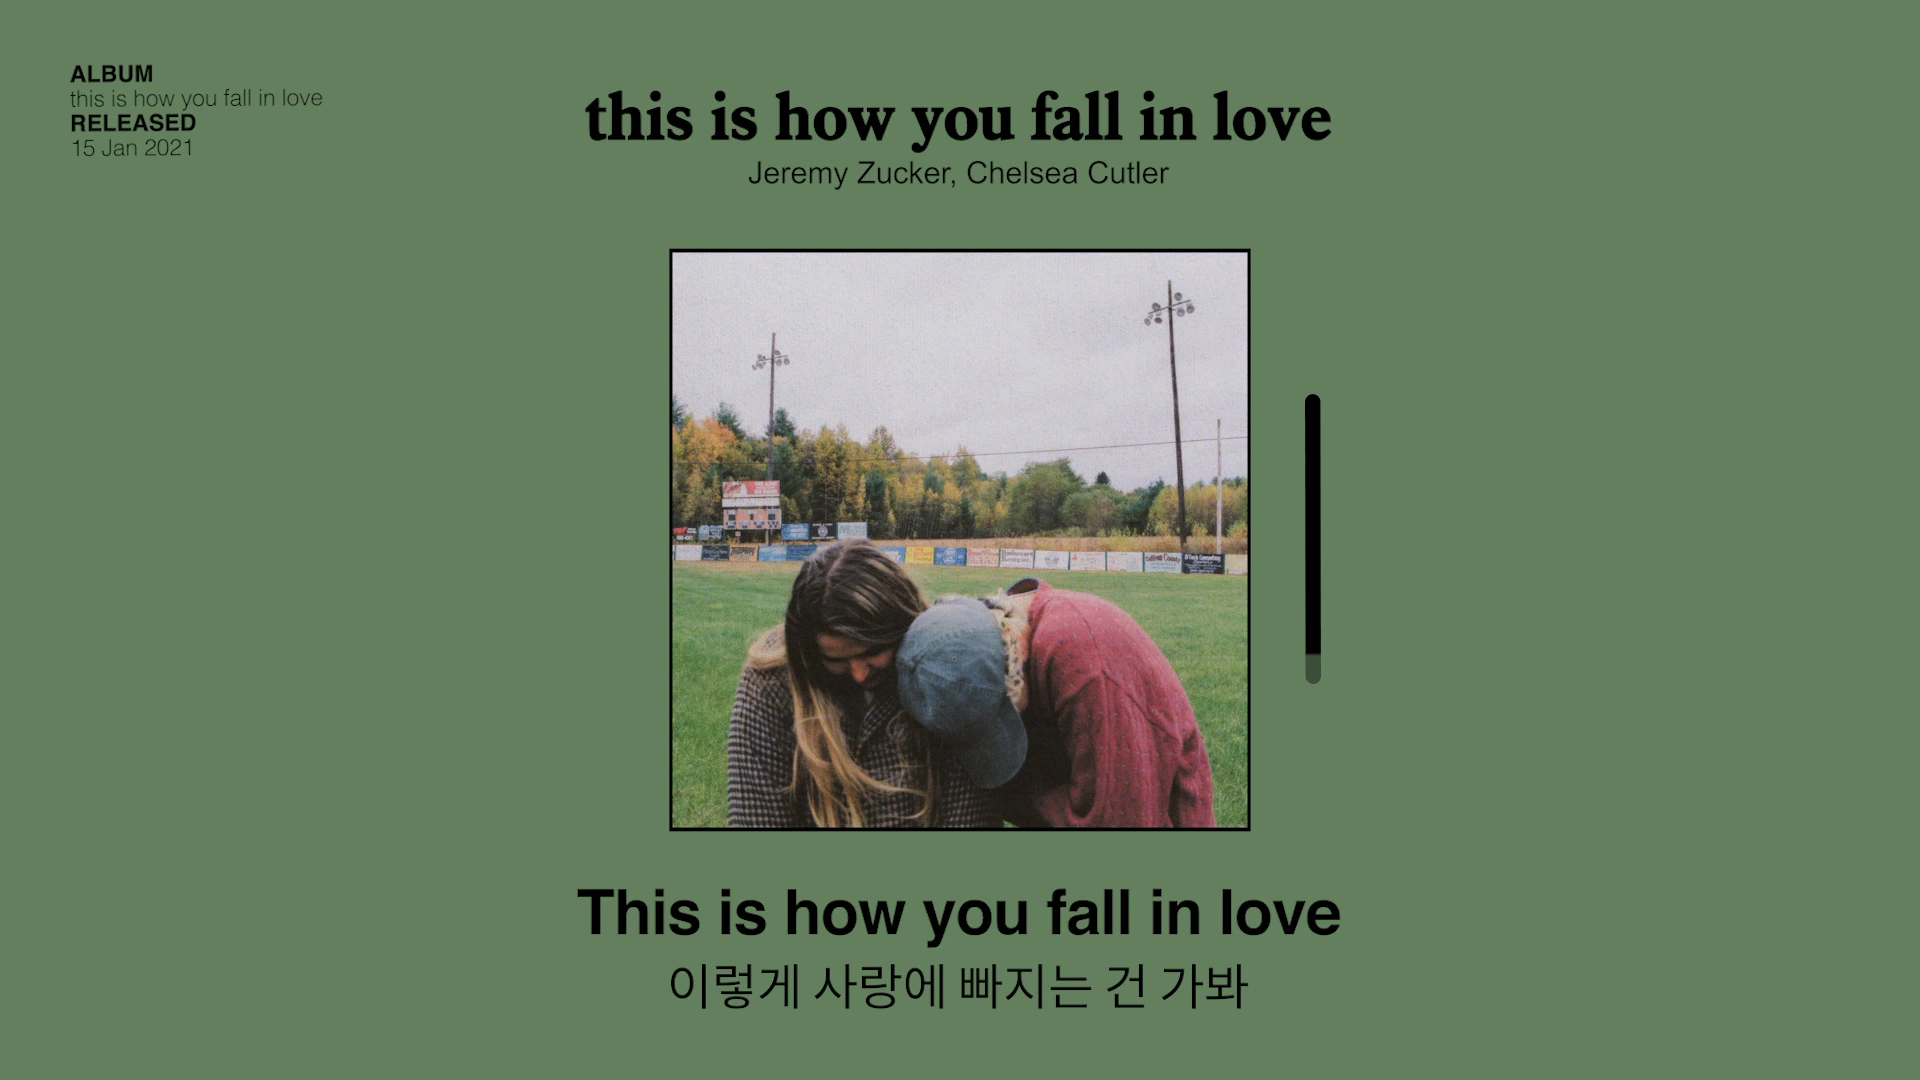 ALBUM
this is how you fall in love
RELEASED
15 Jan 2021
this is how you fall in love
Jeremy Zucker, Chelsea Cutler
This is how you fall in love
이렇게 사랑에 빠지는 건 가봐